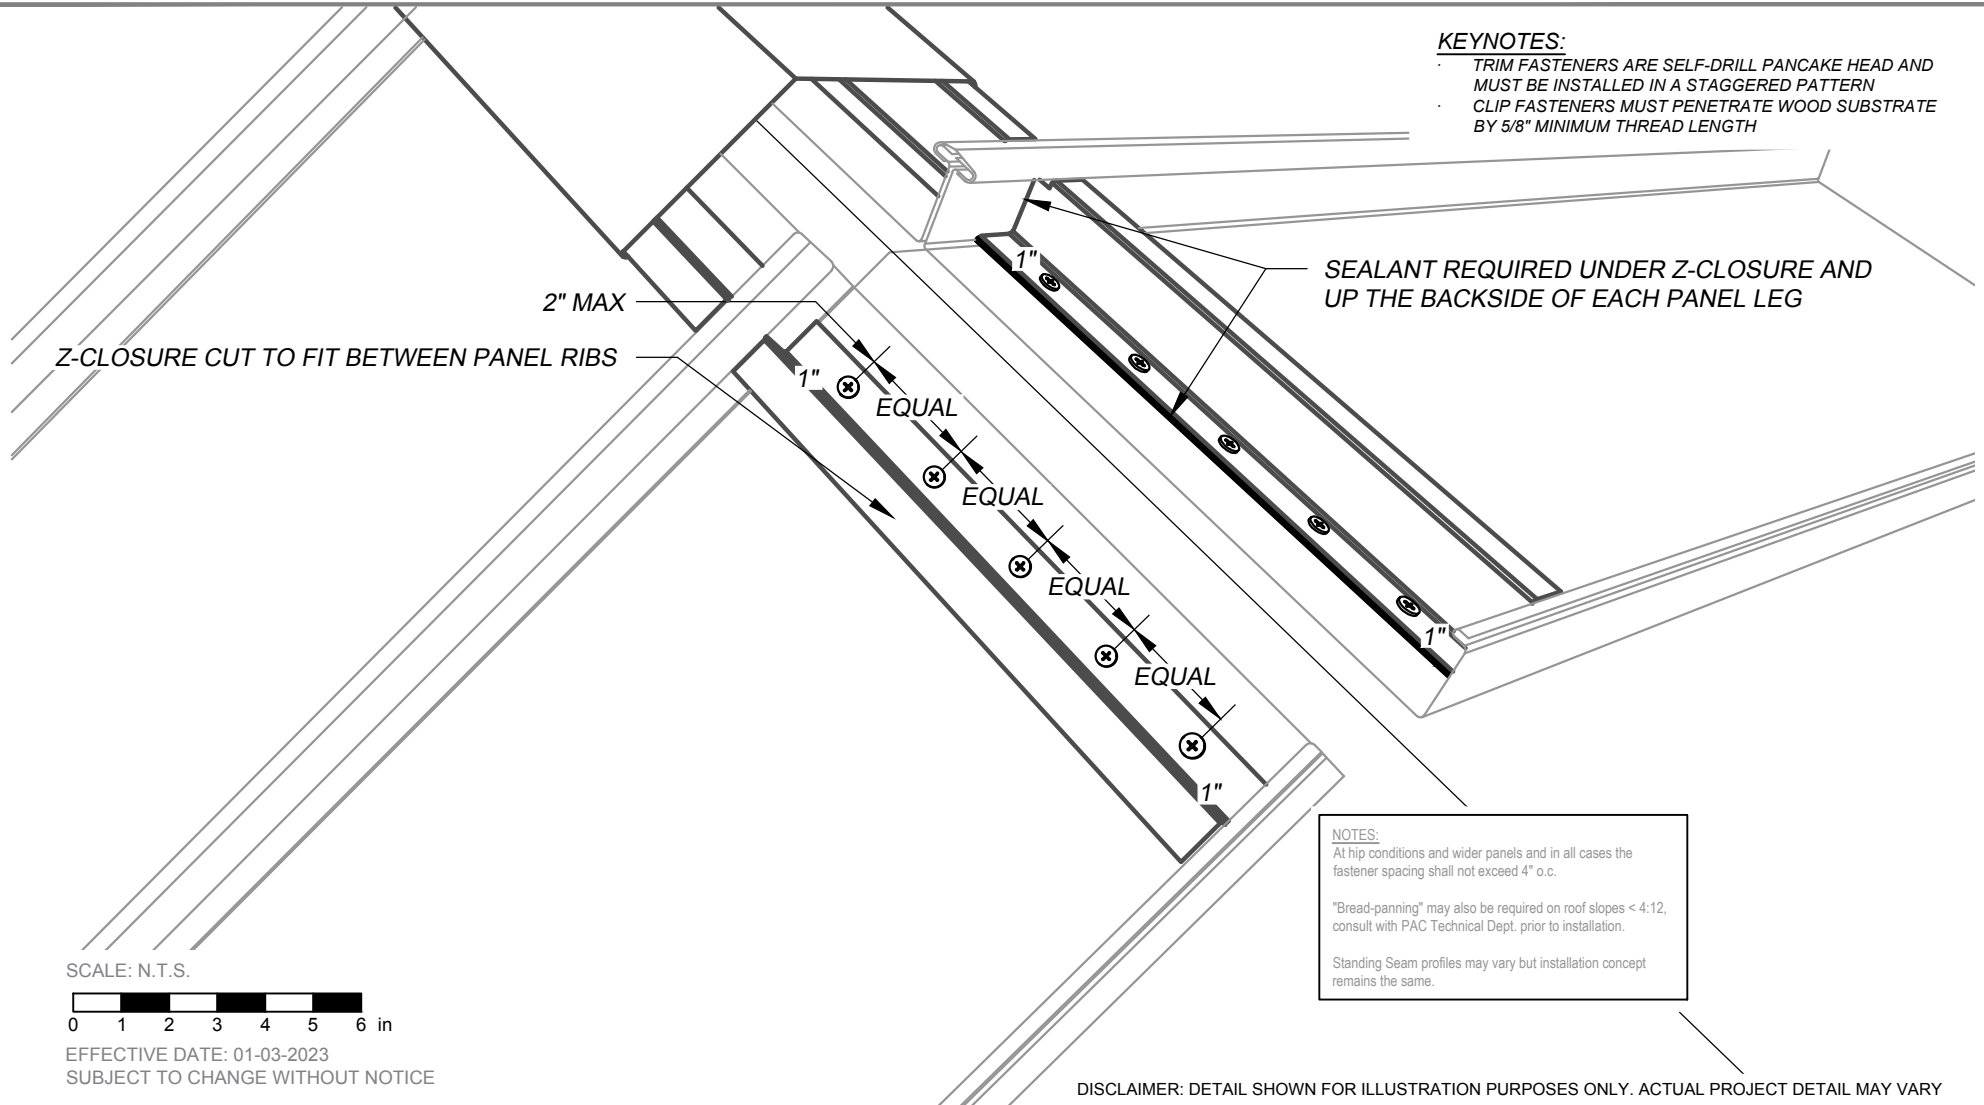 KEYNOTES:
· TRIM FASTENERS ARE SELF-DRILL PANCAKE HEAD AND
MUST BE INSTALLED IN A STAGGERED PATTERN
· CLIP FASTENERS MUST PENETRATE WOOD SUBSTRATE
BY 5/8" MINIMUM THREAD LENGTH
1"
SEALANT REQUIRED UNDER Z-CLOSURE AND
UP THE BACKSIDE OF EACH PANEL LEG
2" MAX
Z-CLOSURE CUT TO FIT BETWEEN PANEL RIBS
1"
EQUAL
EQUAL
EQUAL
EQUAL
1"
1"
NOTES:
At hip conditions and wider panels and in all cases the
fastener spacing shall not exceed 4" o.c.
"Bread-panning" may also be required on roof slopes < 4:12,
consult with PAC Technical Dept. prior to installation.
Standing Seam profiles may vary but installation concept
remains the same.
SCALE: N.T.S.
0 1 2 3 4 5 6 in
EFFECTIVE DATE: 01-03-2023
SUBJECT TO CHANGE WITHOUT NOTICE
DISCLAIMER: DETAIL SHOWN FOR ILLUSTRATION PURPOSES ONLY. ACTUAL PROJECT DETAIL MAY VARY